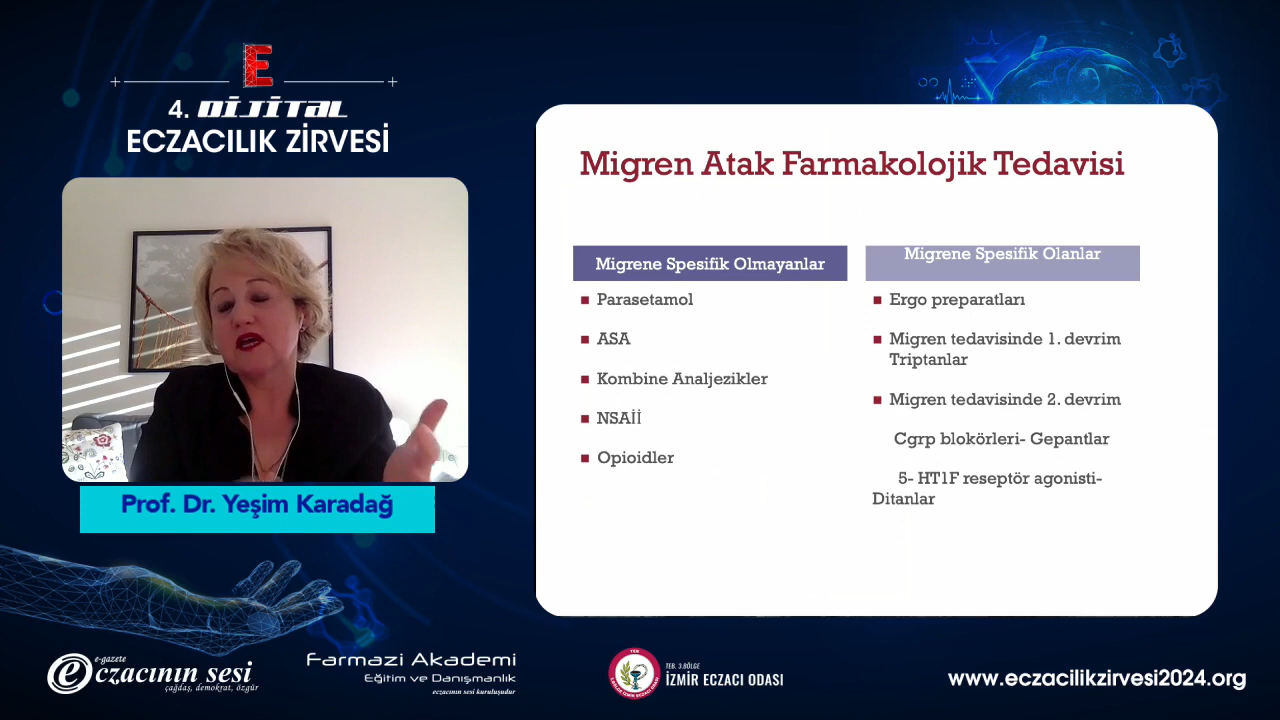 E
4. DİJİTAL
ECZACILIK ZİRVESİ
Prof. Dr. Yeşim Karadağ
Migren Atak Farmakolojik Tedavisi
Migrene Spesifik Olmayanlar
Parasetamol
ASA
Kombine Analjezikler
NSAİİ
Opioidler
Migrene Spesifik Olanlar
Ergo preparatları
Migren tedavisinde 1. devrim
Triptanlar
Migren tedavisinde 2. devrim
Cgrp blokörleri- Gepantlar
5- HT1F reseptör agonisti-
Ditanlar
e-gazete
eczacının sesi
çağdaş, demokrat, özgür
Farmazi Akademi
Eğitim ve Danışmanlık
eczacının sesi kuruluşudur
TEB. 3.BÖLGE
İZMİR ECZACI ODASI
www.eczacilikzirvesi2024.org